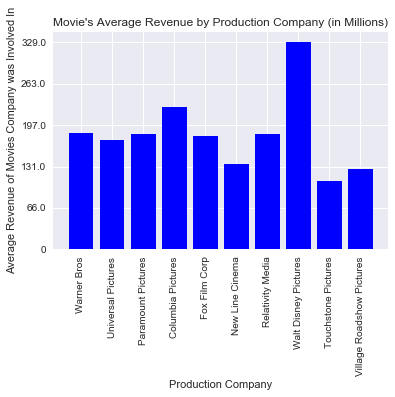 Movie's Average Revenue by Production Company (in Millions)
Average Revenue of Movies Company was Involved In
329.0
263.0
197.0
131.0
66.0
0
Warner Bros
Universal Pictures
Paramount Pictures
Columbia Pictures
Fox Film Corp
New Line Cinema
Relativity Media
Walt Disney Pictures
Touchstone Pictures
Village Roadshow Pictures
Production Company